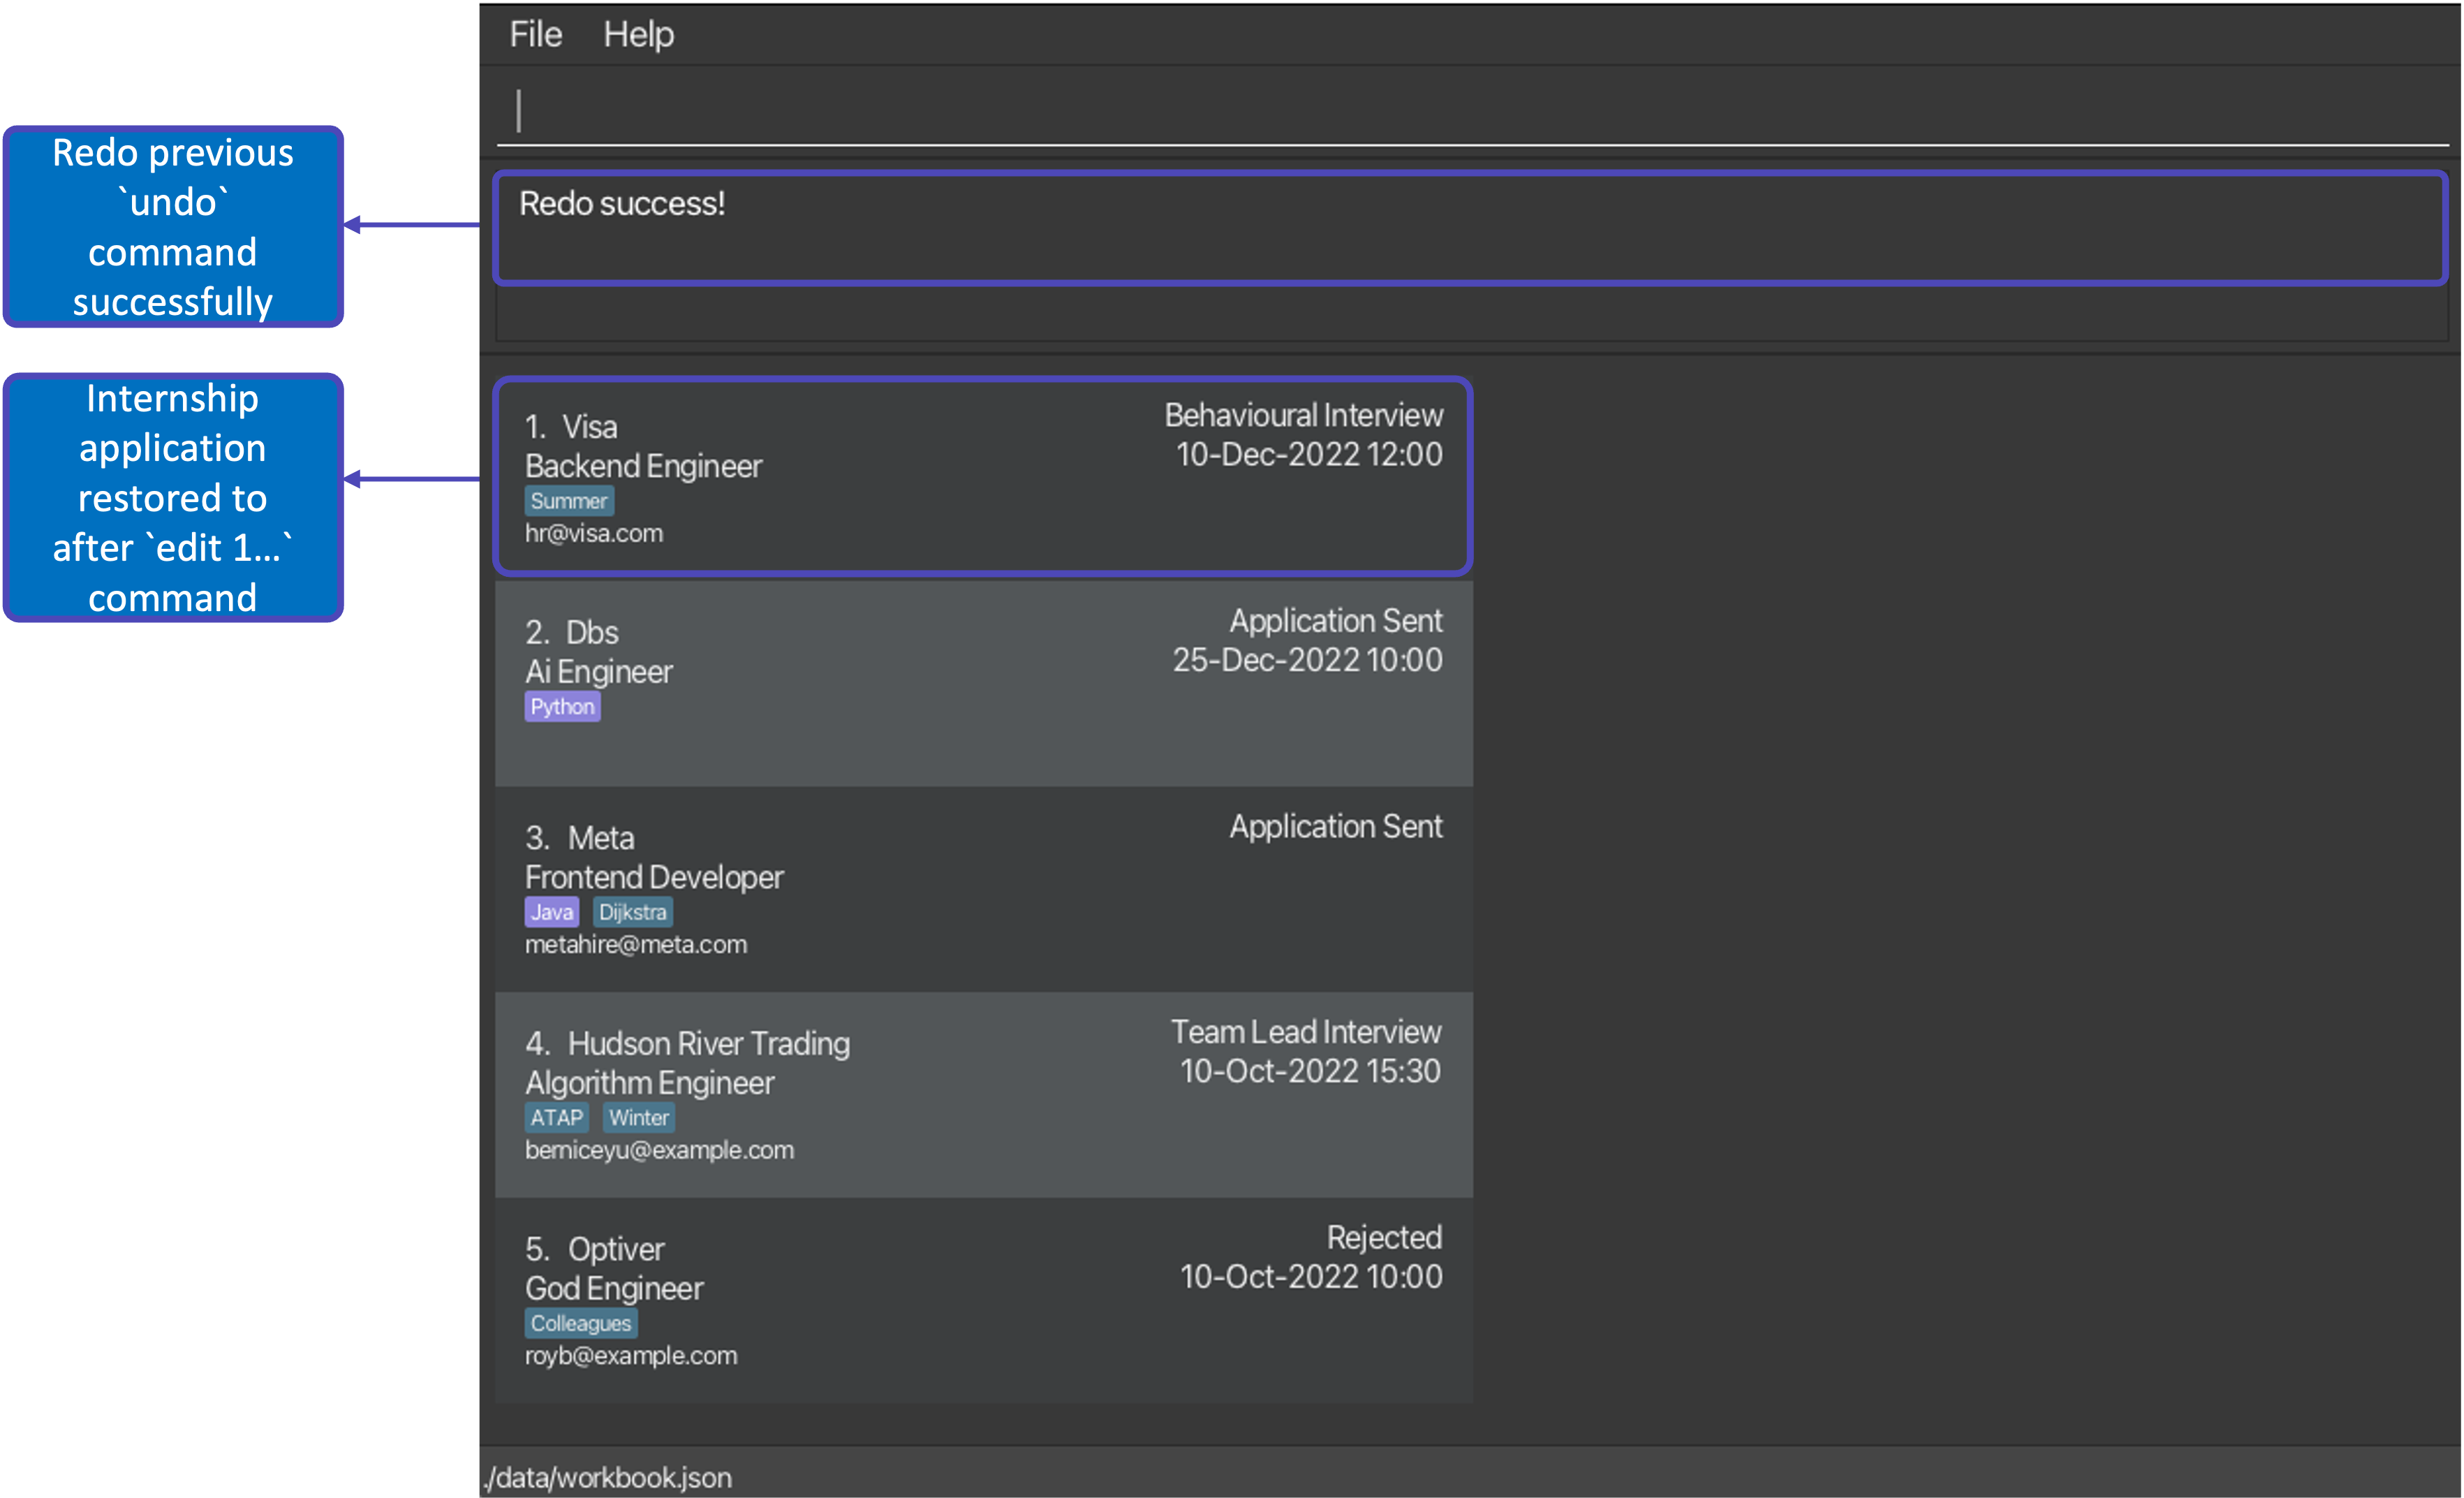 File Help
Redo previous
`undo`
command
successfully
Redo success!
Internship
application
restored to
after `edit 1...`
command
1. Visa
Behavioural Interview
Backend Engineer
10-Dec-2022 12:00
Summer
hr@visa.com
2. Dbs
Application Sent
Ai Engineer
25-Dec-2022 10:00
Python
3. Meta
Application Sent
Frontend Developer
Java Dijkstra
metahire@meta.com
4. Hudson River Trading
Team Lead Interview
Algorithm Engineer
10-Oct-2022 15:30
ATAP Winter
berniceyu@example.com
5. Optiver
Rejected
God Engineer
10-Oct-2022 10:00
Colleagues
royb@example.com
./data/workbook.json